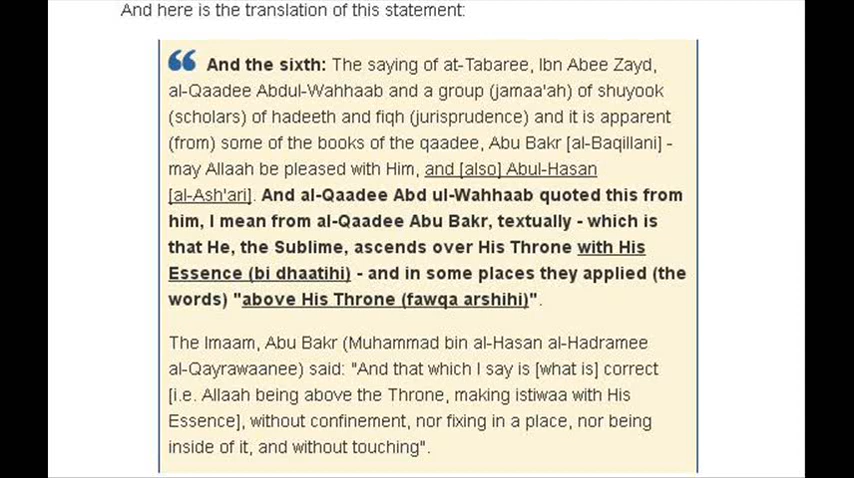 And here is the translation of this statement:
And the sixth: The saying of at-Tabaree, Ibn Abee Zayd,
al-Qaadee Abdul-Wahhaab and a group (jamaa'ah) of shuyook
(scholars) of hadeeth and fiqh (jurisprudence) and it is apparent
(from) some of the books of the qaadee, Abu Bakr [al-Baqillani] -
may Allaah be pleased with Him, and [also] Abul-Hasan
[al-Ash'ari]. And al-Qaadee Abd ul-Wahhaab quoted this from
him, I mean from al-Qaadee Abu Bakr, textually - which is
that He, the Sublime, ascends over His Throne with His
Essence (bi dhaatihi) - and in some places they applied (the
words) "above His Throne (fawqa arshihi)".
The Imaam, Abu Bakr (Muhammad bin al-Hasan al-Hadramee
al-Qayrawaanee) said: "And that which I say is [what is] correct
[i.e. Allaah being above the Throne, making istiwaa with His
Essence], without confinement, nor fixing in a place, nor being
inside of it, and without touching".